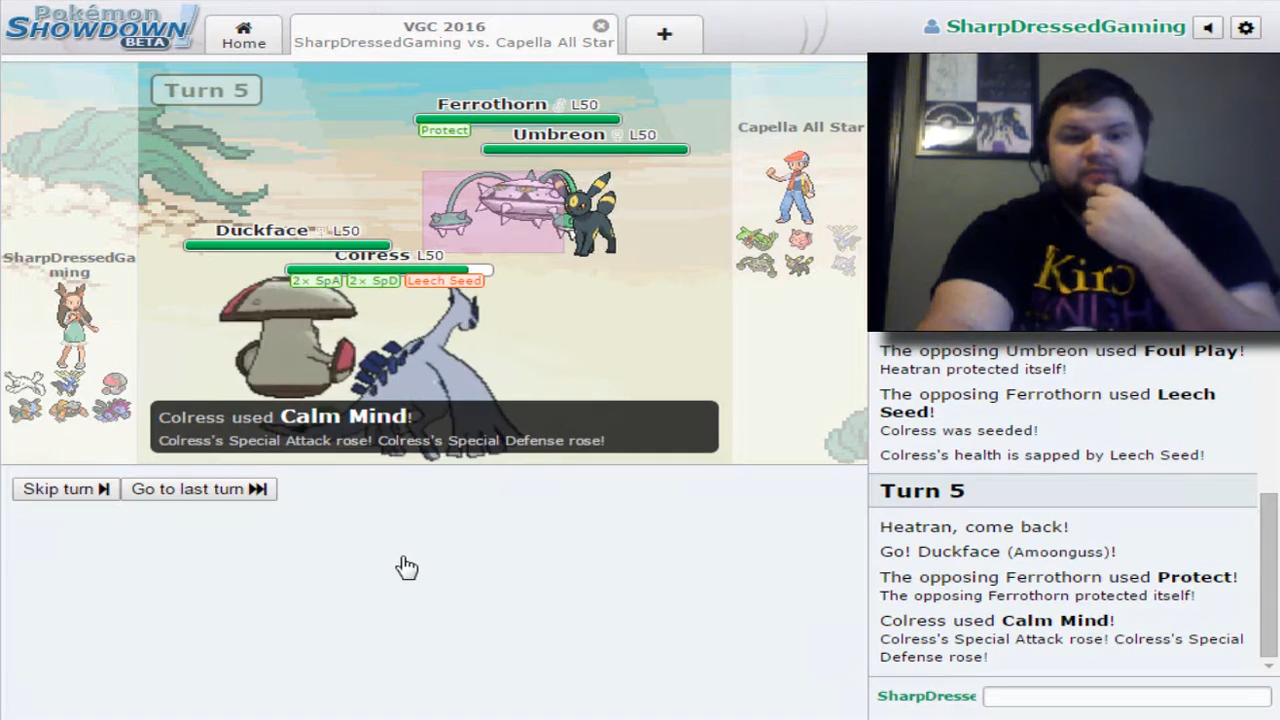 Pokémon
SHOWDOWN!
BETA
Home
VGC 2016
SharpDressedGaming vs. Capella All Star
+
SharpDressedGaming
Turn 5
Ferrothorn L50
Protect
Umbreon L50
Capella All Star
Duckface L50
Colress L50
2× SpA 2× SpD Leech Seed
SharpDressedGa
ming
Colress used Calm Mind!
Colress's Special Attack rose! Colress's Special Defense rose!
Skip turn
Go to last turn
The opposing Umbreon used Foul Play!
Heatran protected itself!
The opposing Ferrothorn used Leech
Seed!
Colress was seeded!
Colress's health is sapped by Leech Seed!
Turn 5
Heatran, come back!
Go! Duckface (Amoonguss)!
The opposing Ferrothorn used Protect!
The opposing Ferrothorn protected itself!
Colress used Calm Mind!
Colress's Special Attack rose! Colress's Special
Defense rose!
SharpDresse